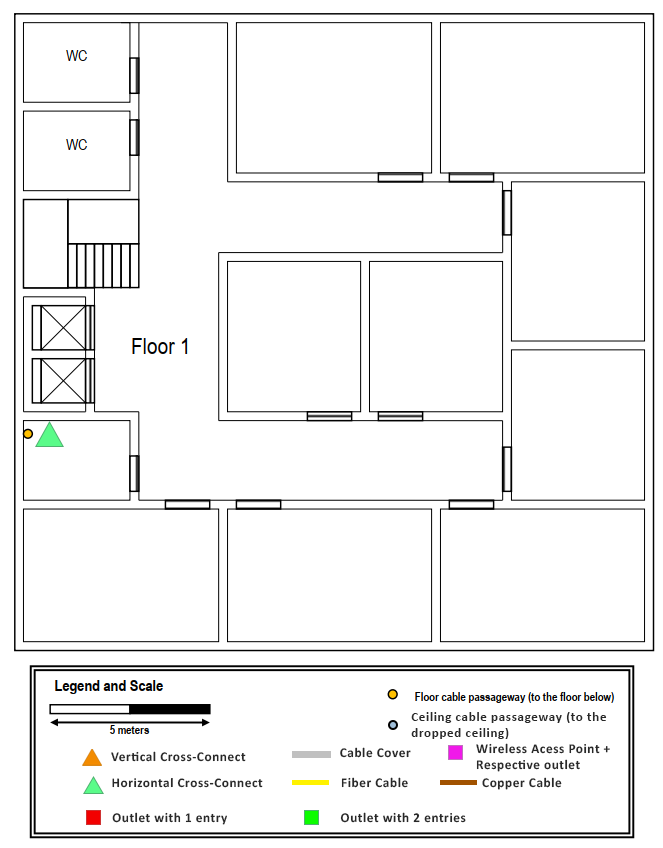 WC
WC
Floor 1
Legend and Scale
5 meters
Floor cable passageway (to the floor below)
Ceiling cable passageway (to the
dropped ceiling)
Vertical Cross-Connect
Cable Cover
Wireless Acess Point +
Respective outlet
Horizontal Cross-Connect
Fiber Cable
Copper Cable
Outlet with 1 entry
Outlet with 2 entries